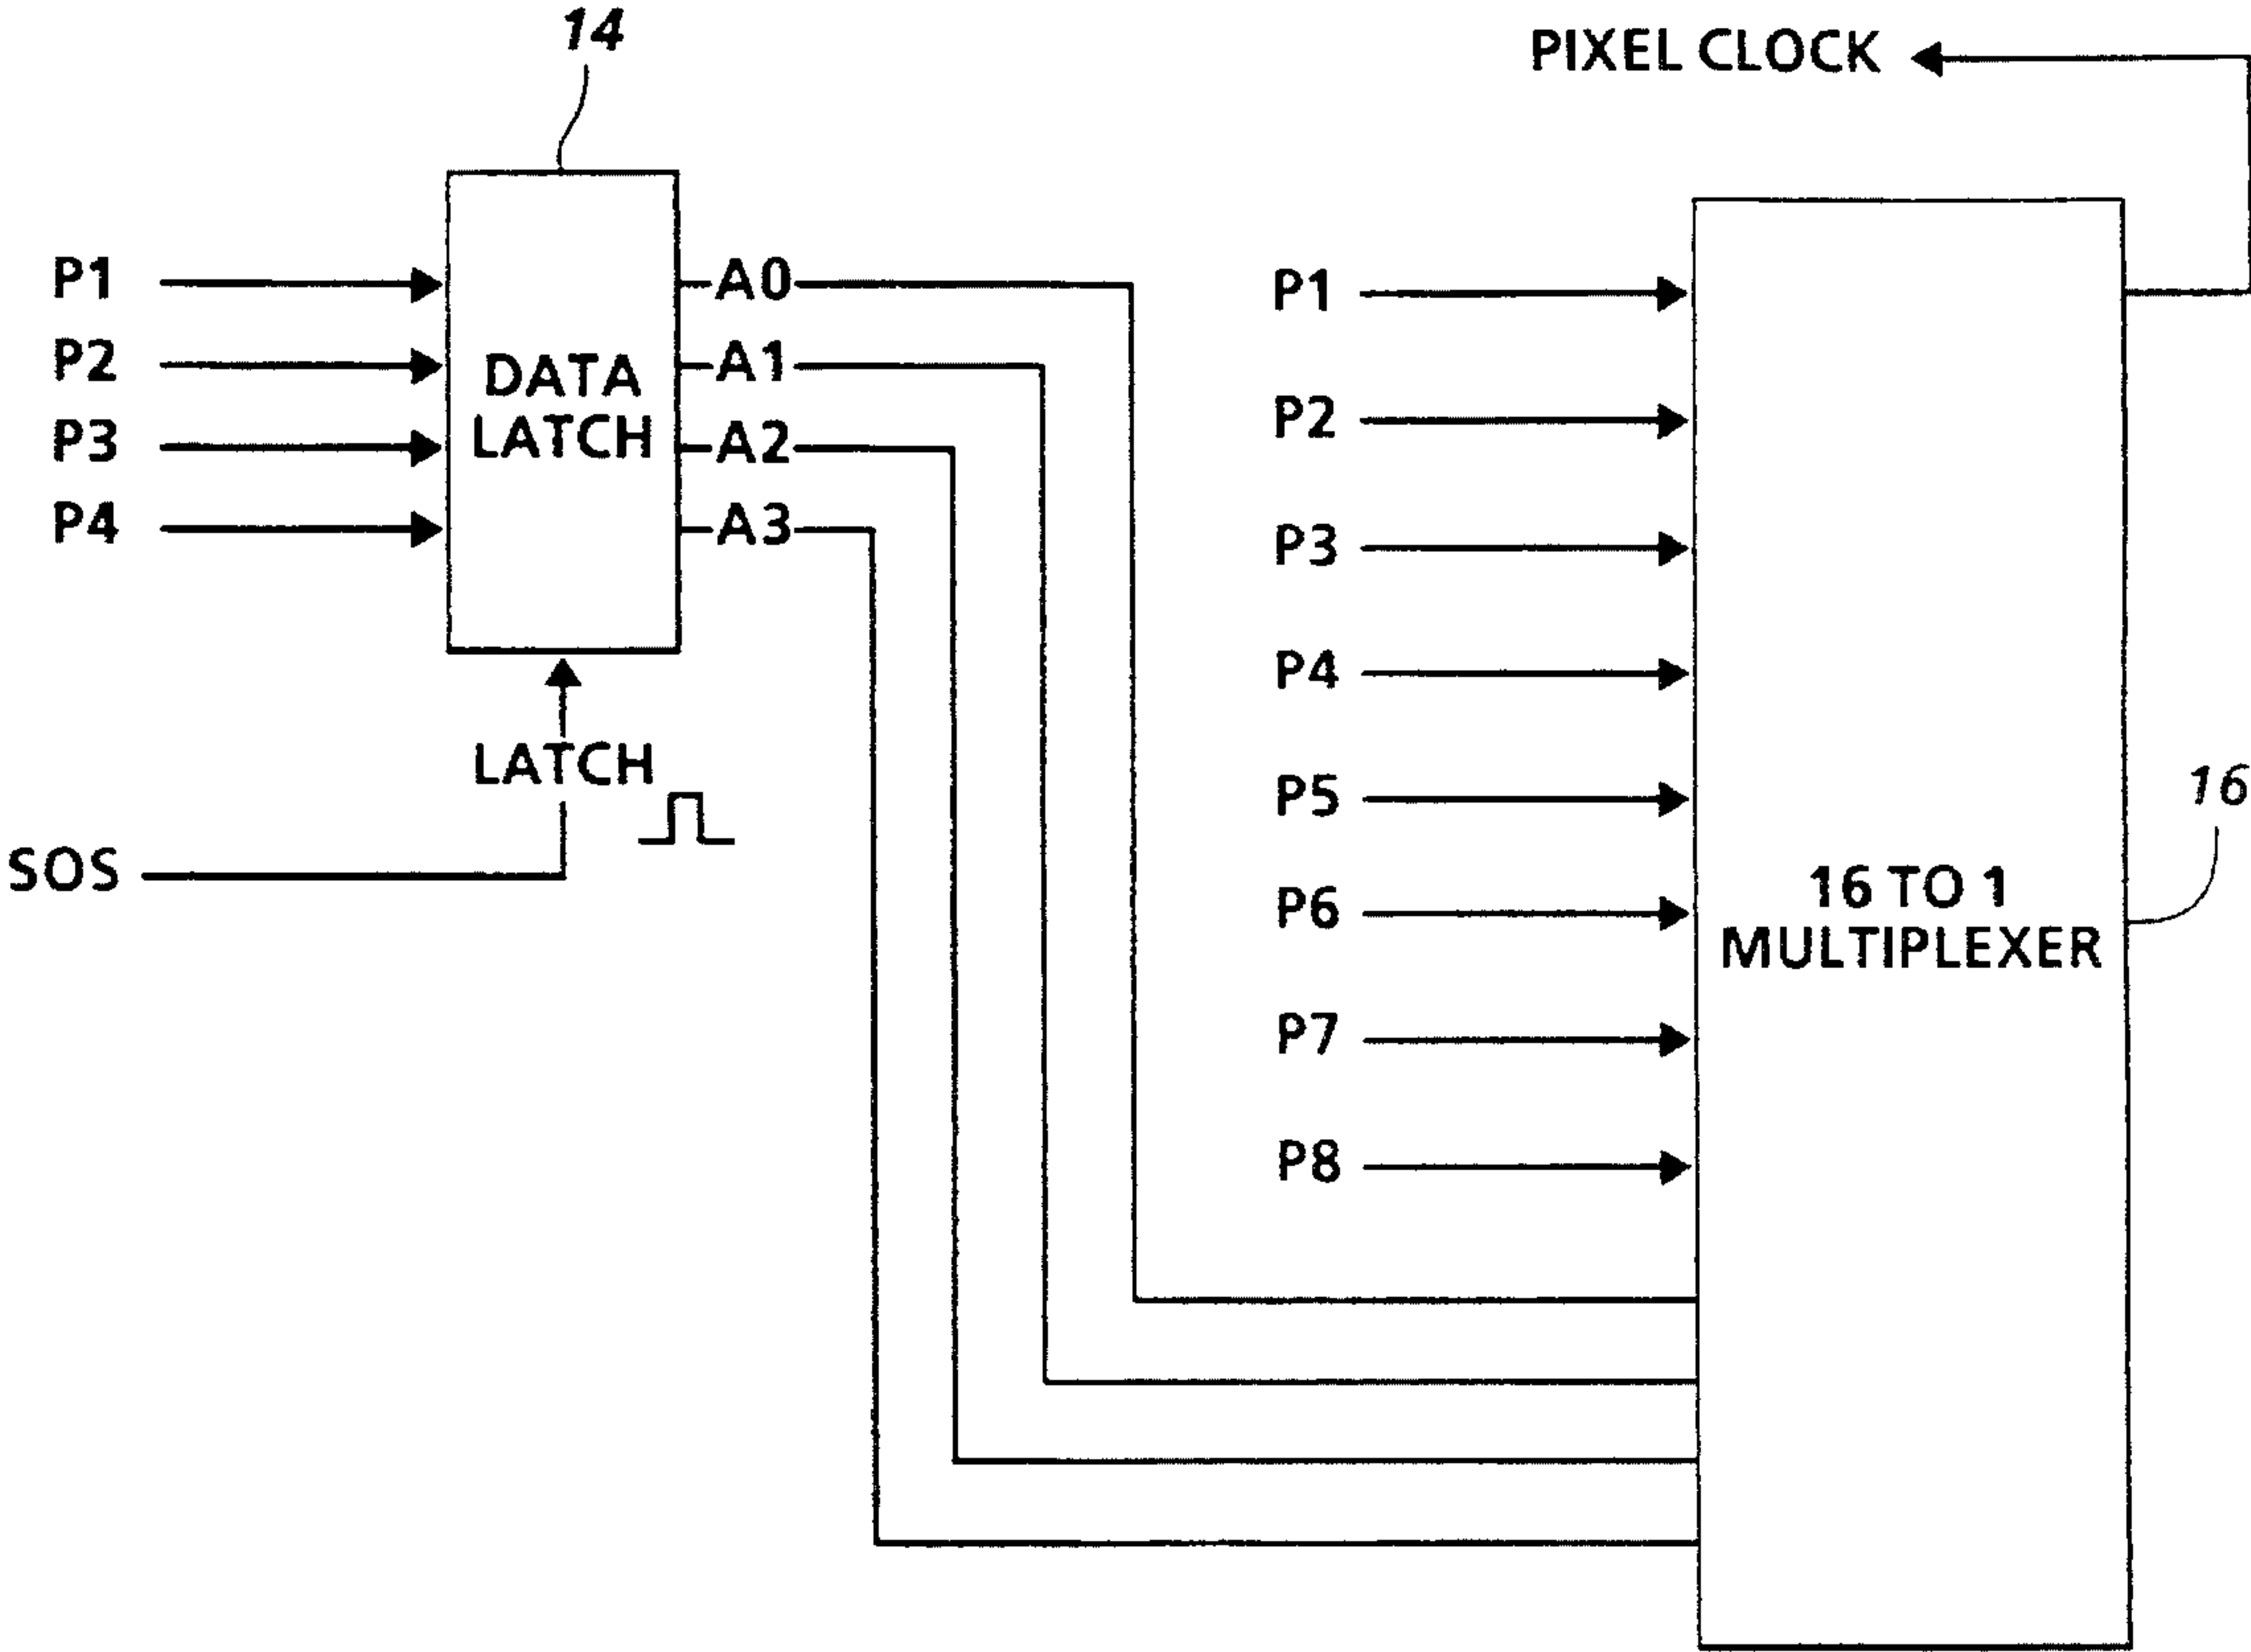 14
PIXEL CLOCK
P1
P2
P3
P4
DATA
LATCH
A0
A1
A2
A3
LATCH
SOS
P1
P2
P3
P4
P5
P6
P7
P8
16 TO 1
MULTIPLEXER
16